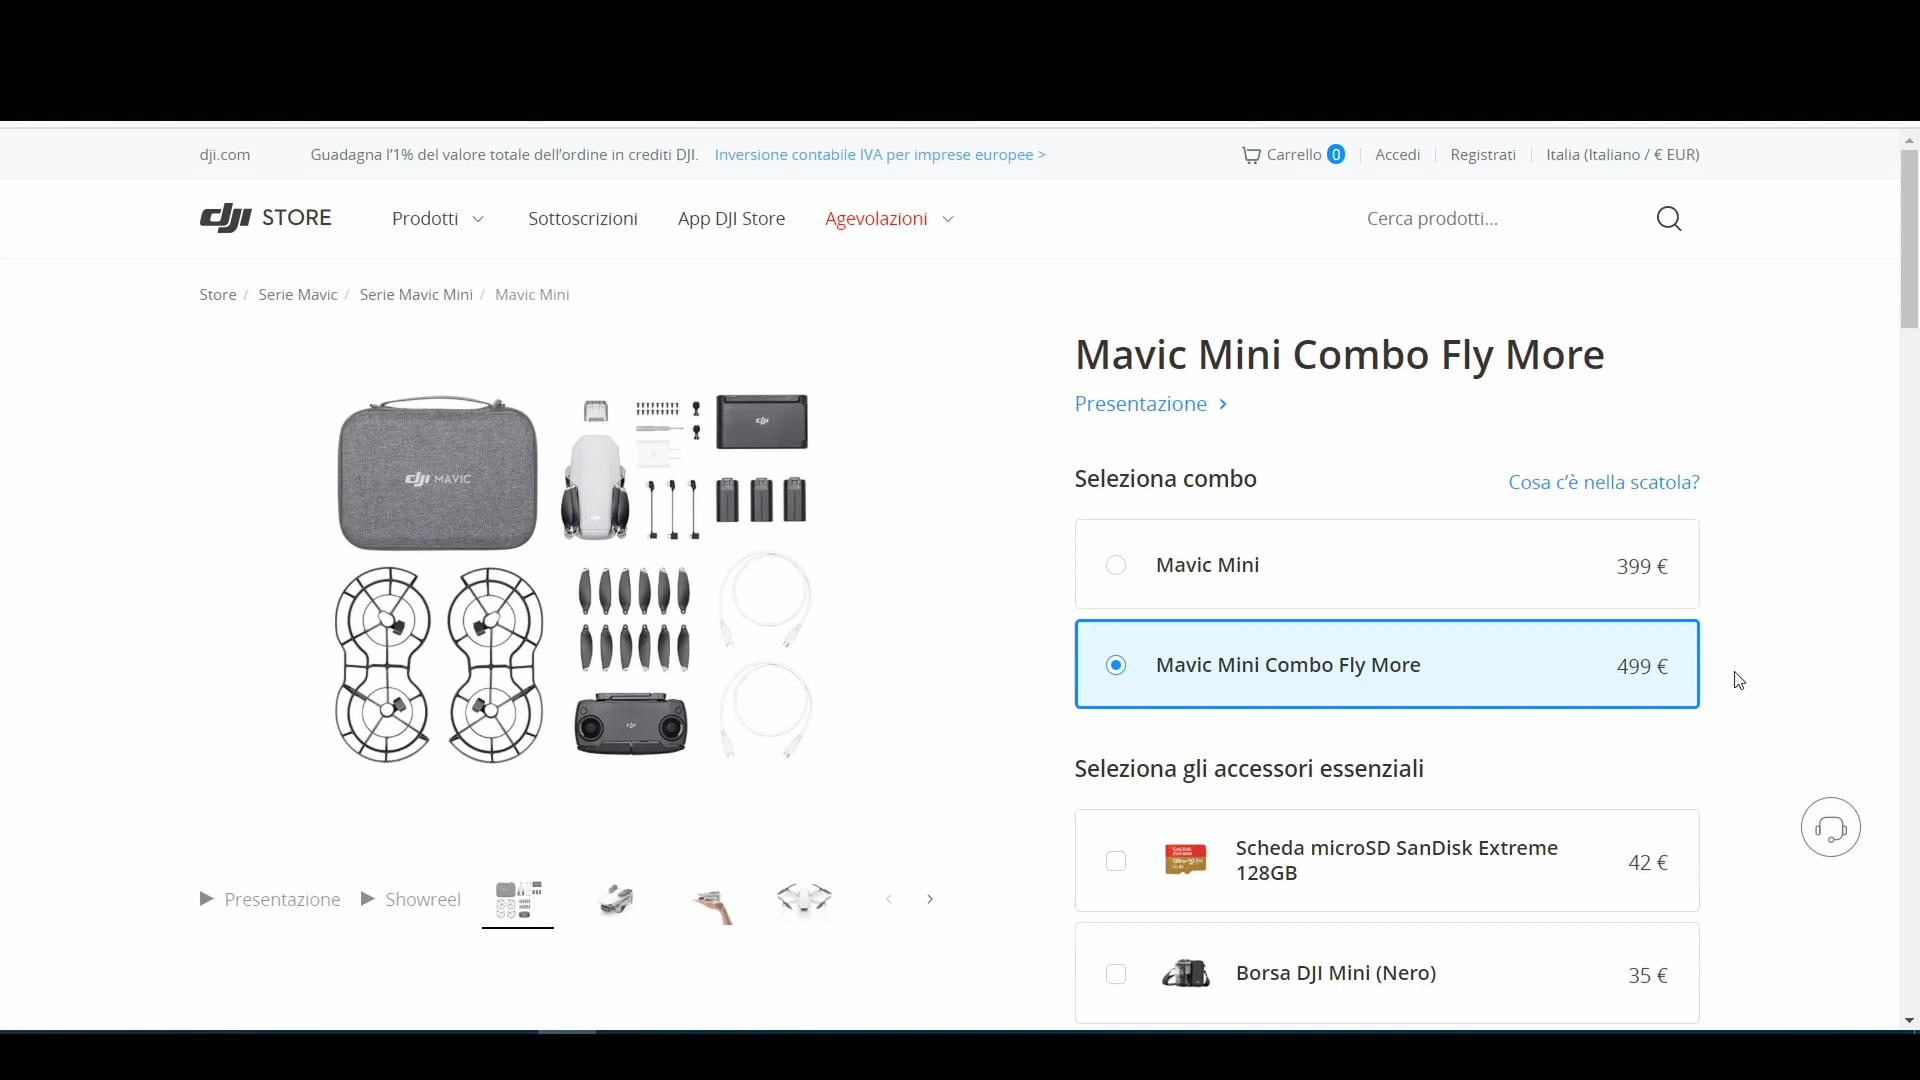 dji.com
Guadagna l'1% del valore totale dell'ordine in crediti DJI. Inversione contabile IVA per imprese europee >
Carrello 0
Accedi
Registrati
Italia (Italiano / € EUR)
dji STORE
Prodotti
Sottoscrizioni
App DJI Store
Agevolazioni
Cerca prodotti...
Store / Serie Mavic / Serie Mavic Mini / Mavic Mini
dji MAVIC
dji
Mavic Mini Combo Fly More
Presentazione >
Seleziona combo
Cosa c'è nella scatola?
Mavic Mini 399 €
Mavic Mini Combo Fly More 499 €
Seleziona gli accessori essenziali
Scheda microSD SanDisk Extreme
128GB
42 €
Borsa DJI Mini (Nero) 35 €
Presentazione
Showreel